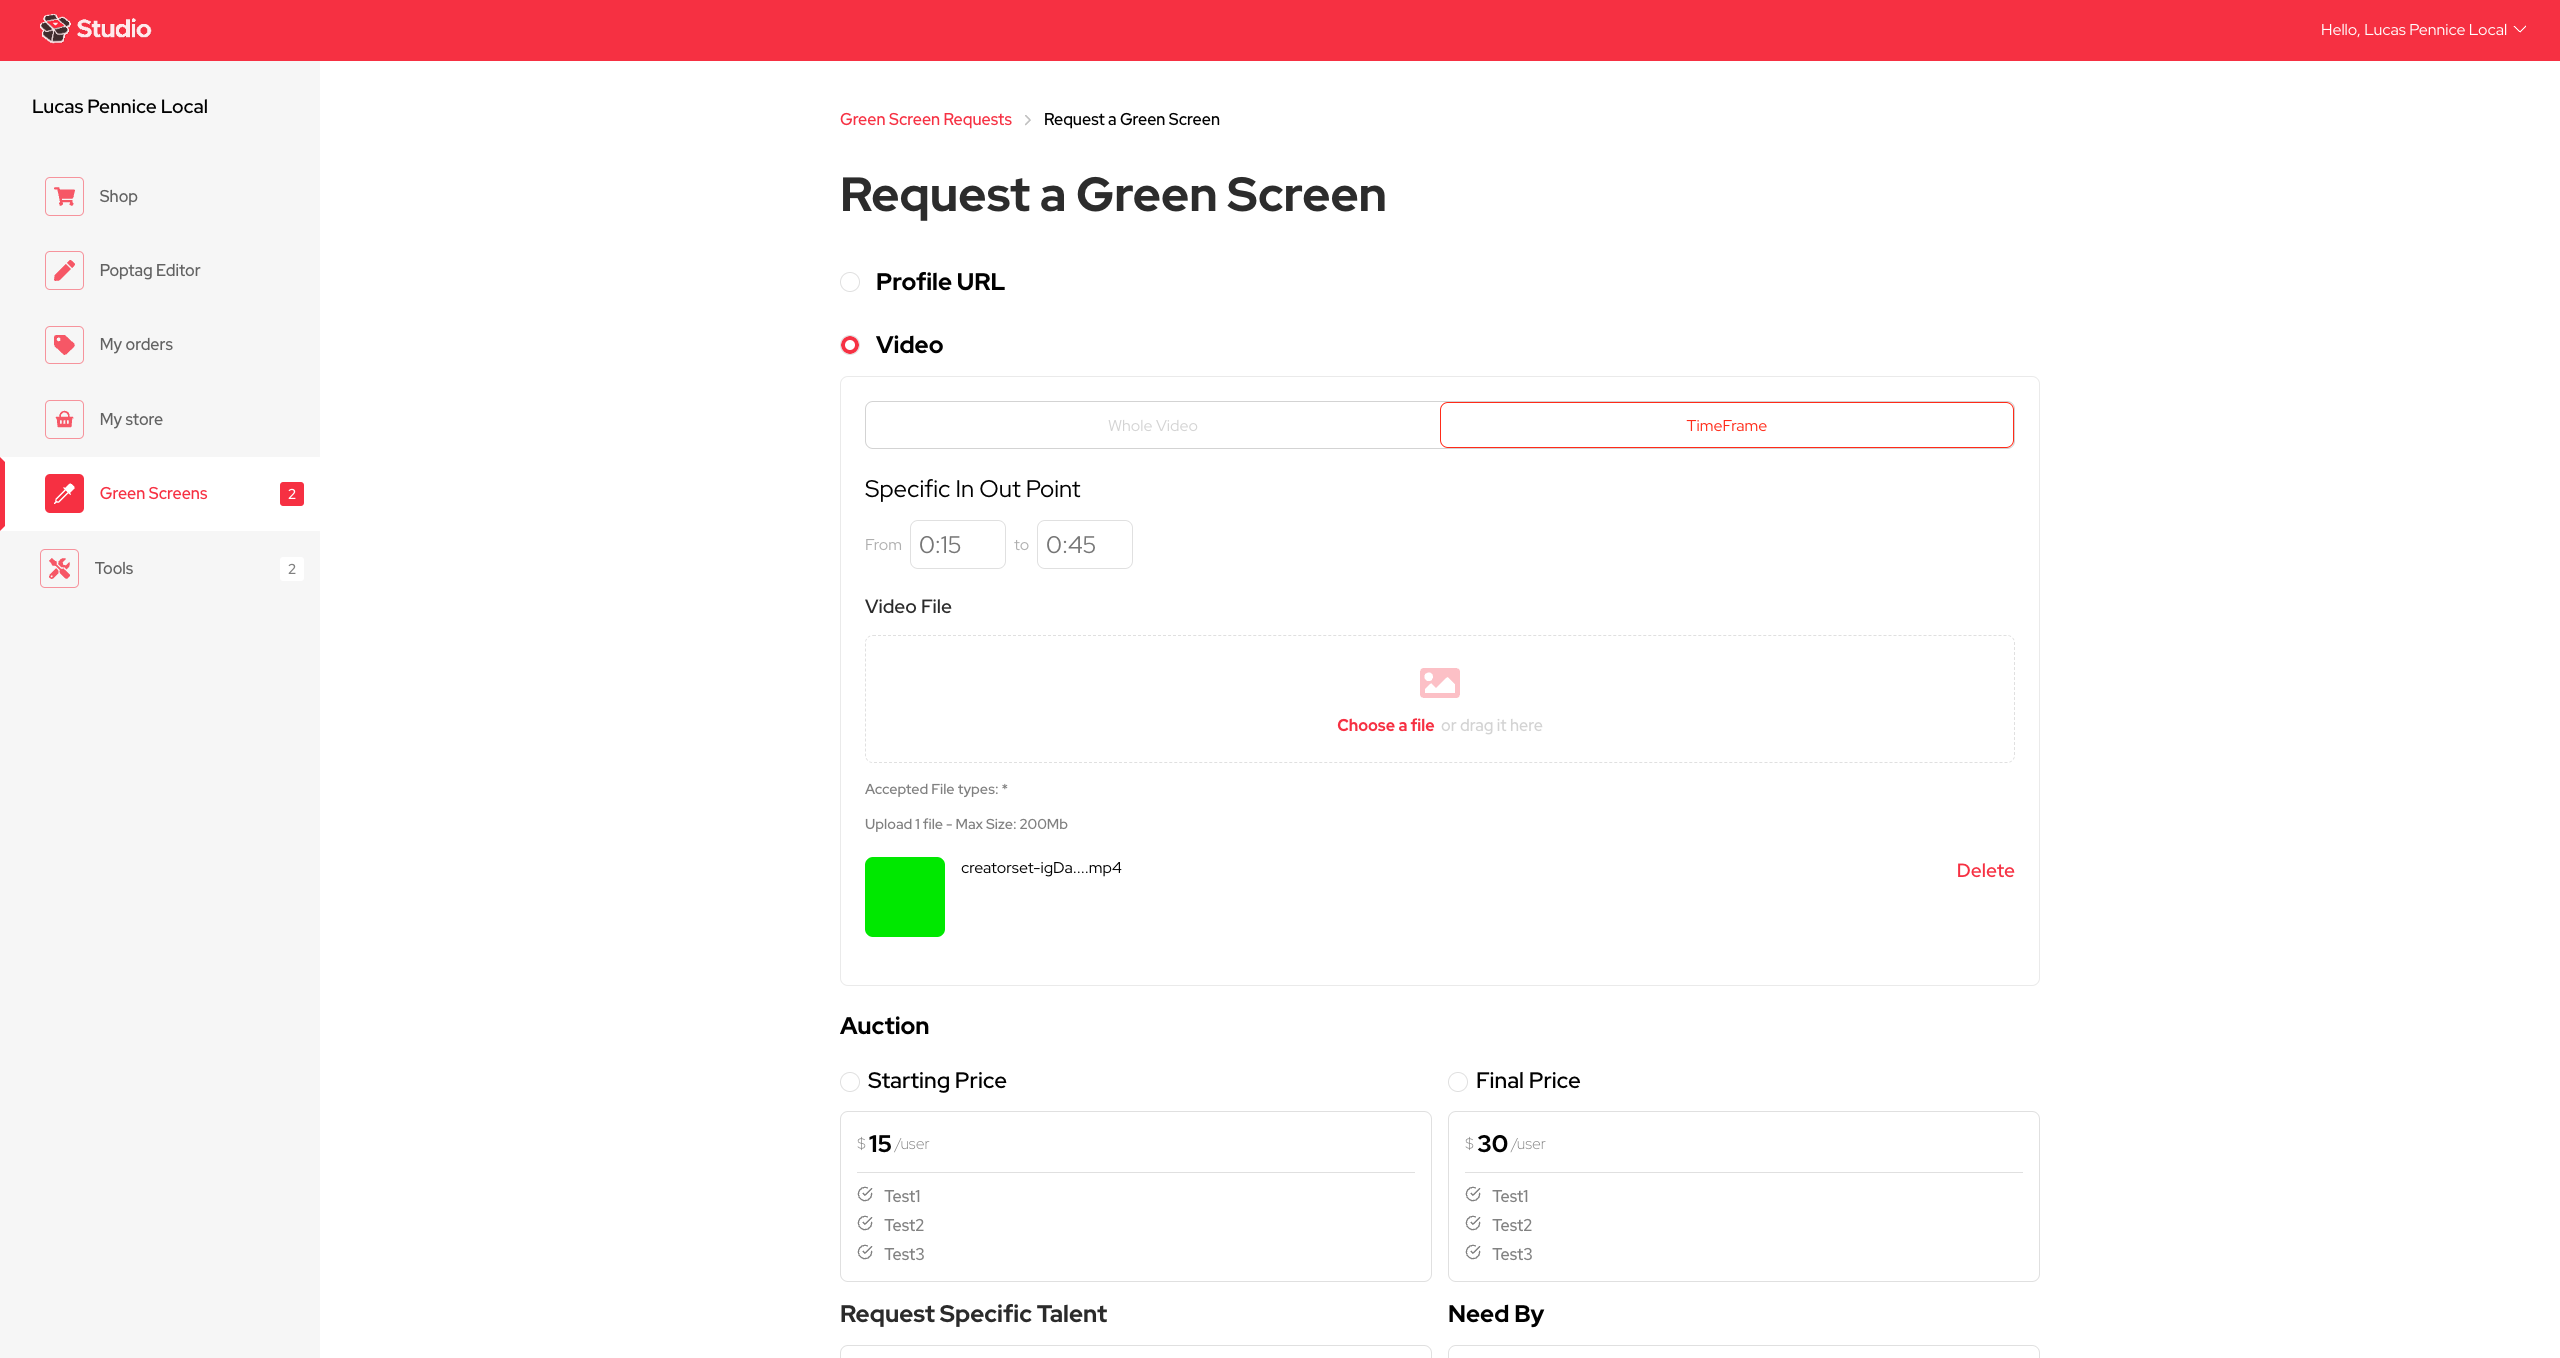 Studio
Hello, Lucas Pennice Local
Lucas Pennice Local
Shop
Poptag Editor
My orders
My store
Green Screens 2
Tools 2
Green Screen Requests > Request a Green Screen
Request a Green Screen
Profile URL
Video
Whole Video TimeFrame
Specific In Out Point
From 0:15 to 0:45
Video File
Choose a file or drag it here
Accepted File types: *
Upload 1 file - Max Size: 200Mb
creatorset-igDa....mp4 Delete
Auction
Starting Price
$ 15 /user
Test1
Test2
Test3
Final Price
$ 30 /user
Test1
Test2
Test3
Request Specific Talent
Need By